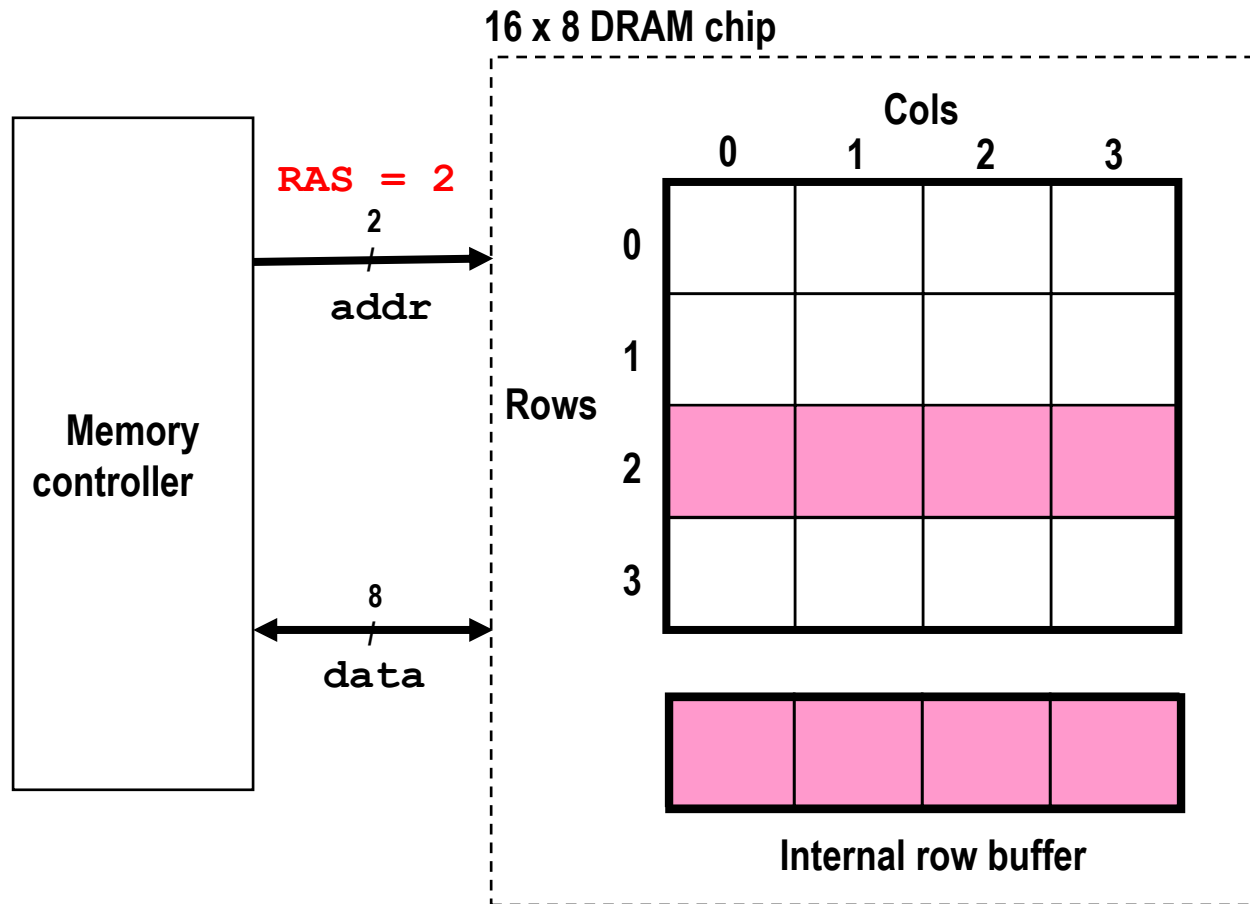 16 x 8 DRAM chip
Cols
0 1 2 3
RAS = 2
2
addr
0
1
Rows
2
3
Memory
controller
8
data
Internal row buffer